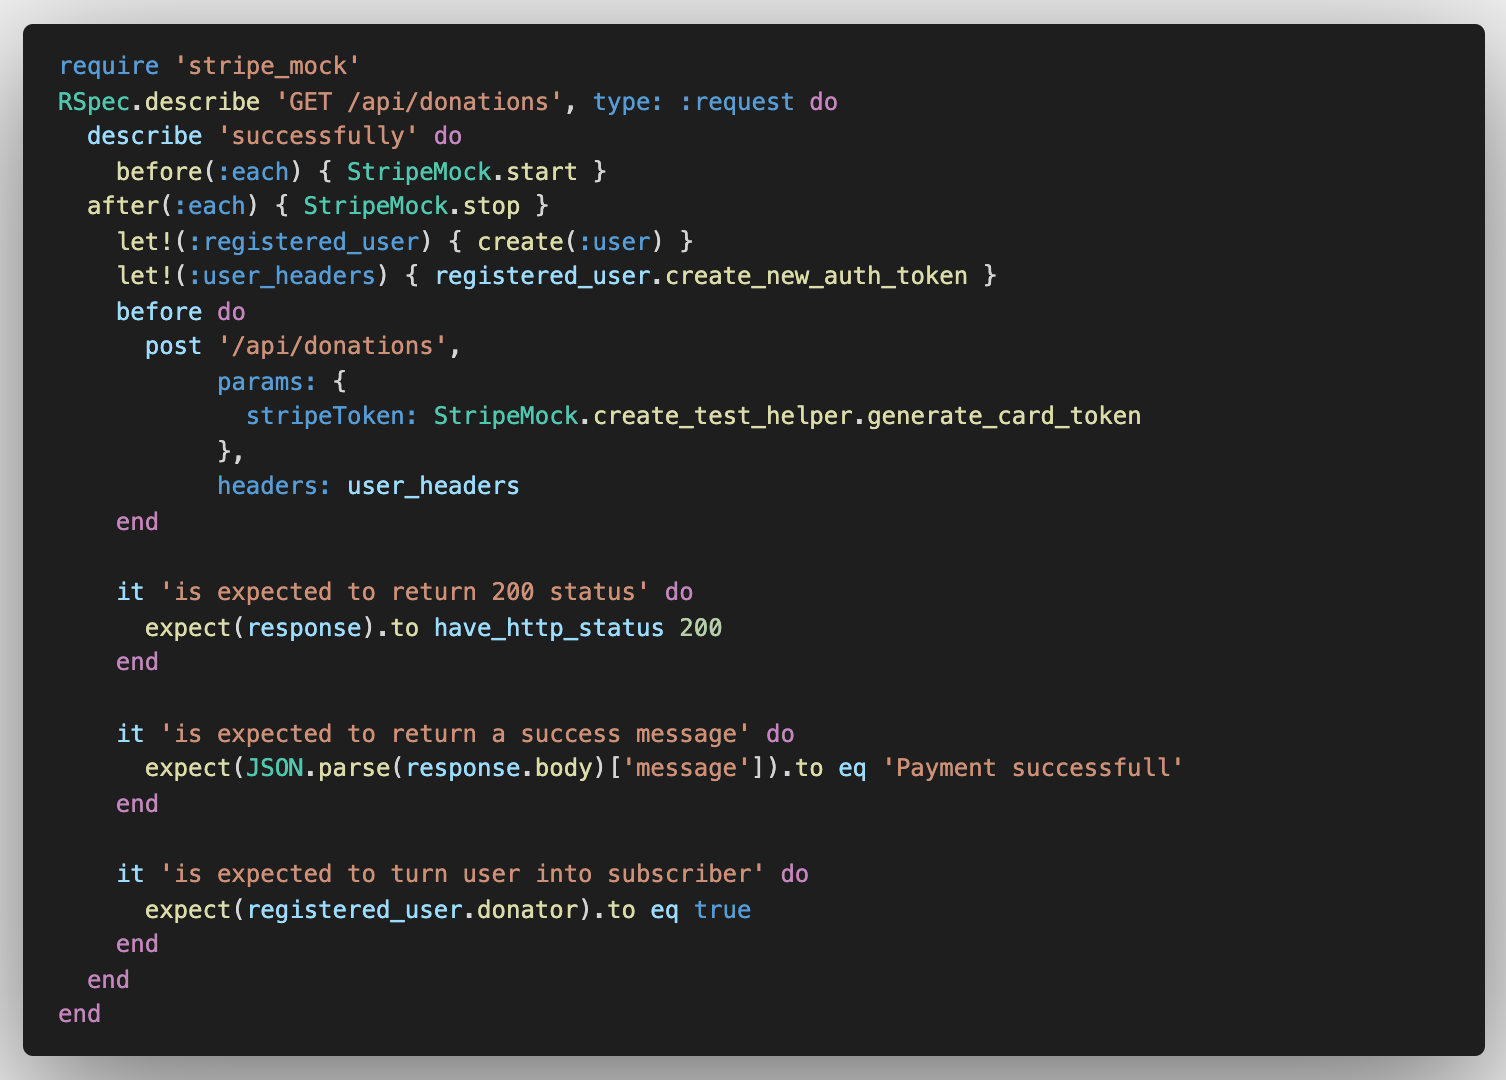 require 'stripe_mock'
RSpec.describe 'GET /api/donations', type: :request do
  describe 'successfully' do
    before(:each) { StripeMock.start }
  after(:each) { StripeMock.stop }
    let!(:registered_user) { create(:user) }
    let!(:user_headers) { registered_user.create_new_auth_token }
    before do
      post '/api/donations',
           params: {
             stripeToken: StripeMock.create_test_helper.generate_card_token
           },
           headers: user_headers
    end

    it 'is expected to return 200 status' do
      expect(response).to have_http_status 200
    end

    it 'is expected to return a success message' do
      expect(JSON.parse(response.body)['message']).to eq 'Payment successfull'
    end

    it 'is expected to turn user into subscriber' do
      expect(registered_user.donator).to eq true
    end
  end
end